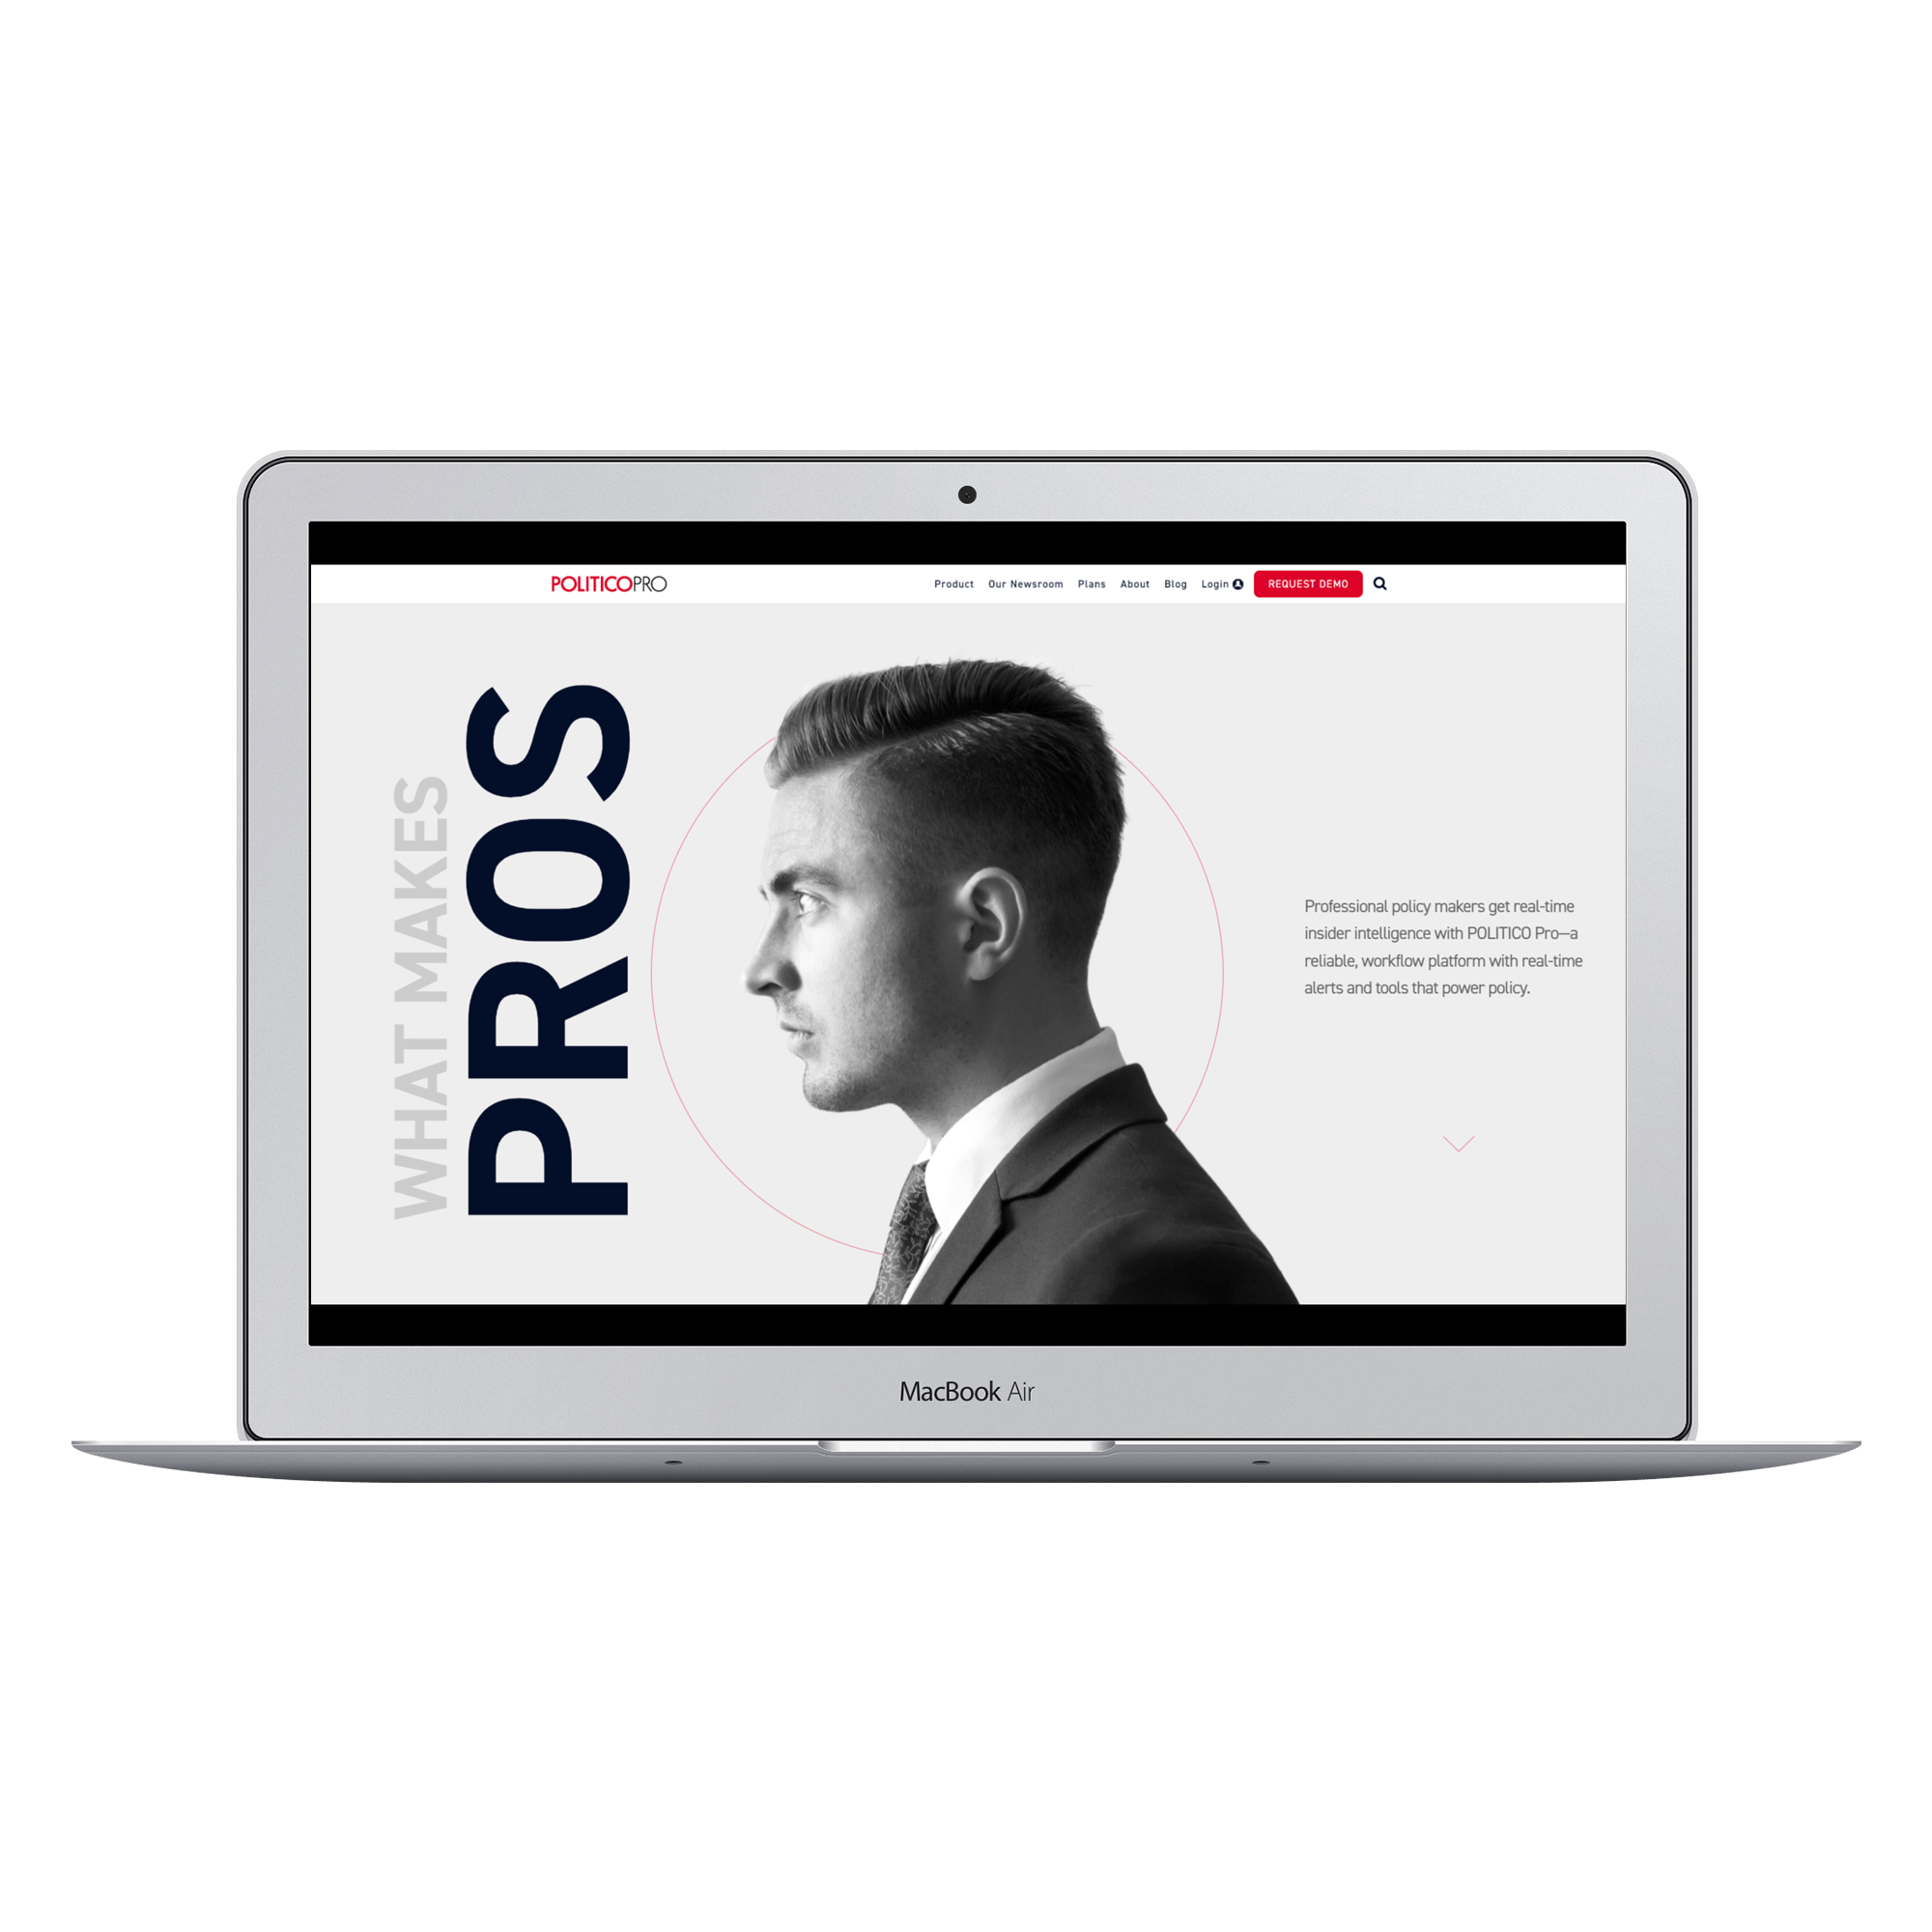 POLITICOPRO
Product Our Newsroom Plans About Blog Login REQUEST DEMO
WHAT MAKES
PROS
Professional policy makers get real-time
insider intelligence with POLITICO Pro—a
reliable, workflow platform with real-time
alerts and tools that power policy.
MacBook Air